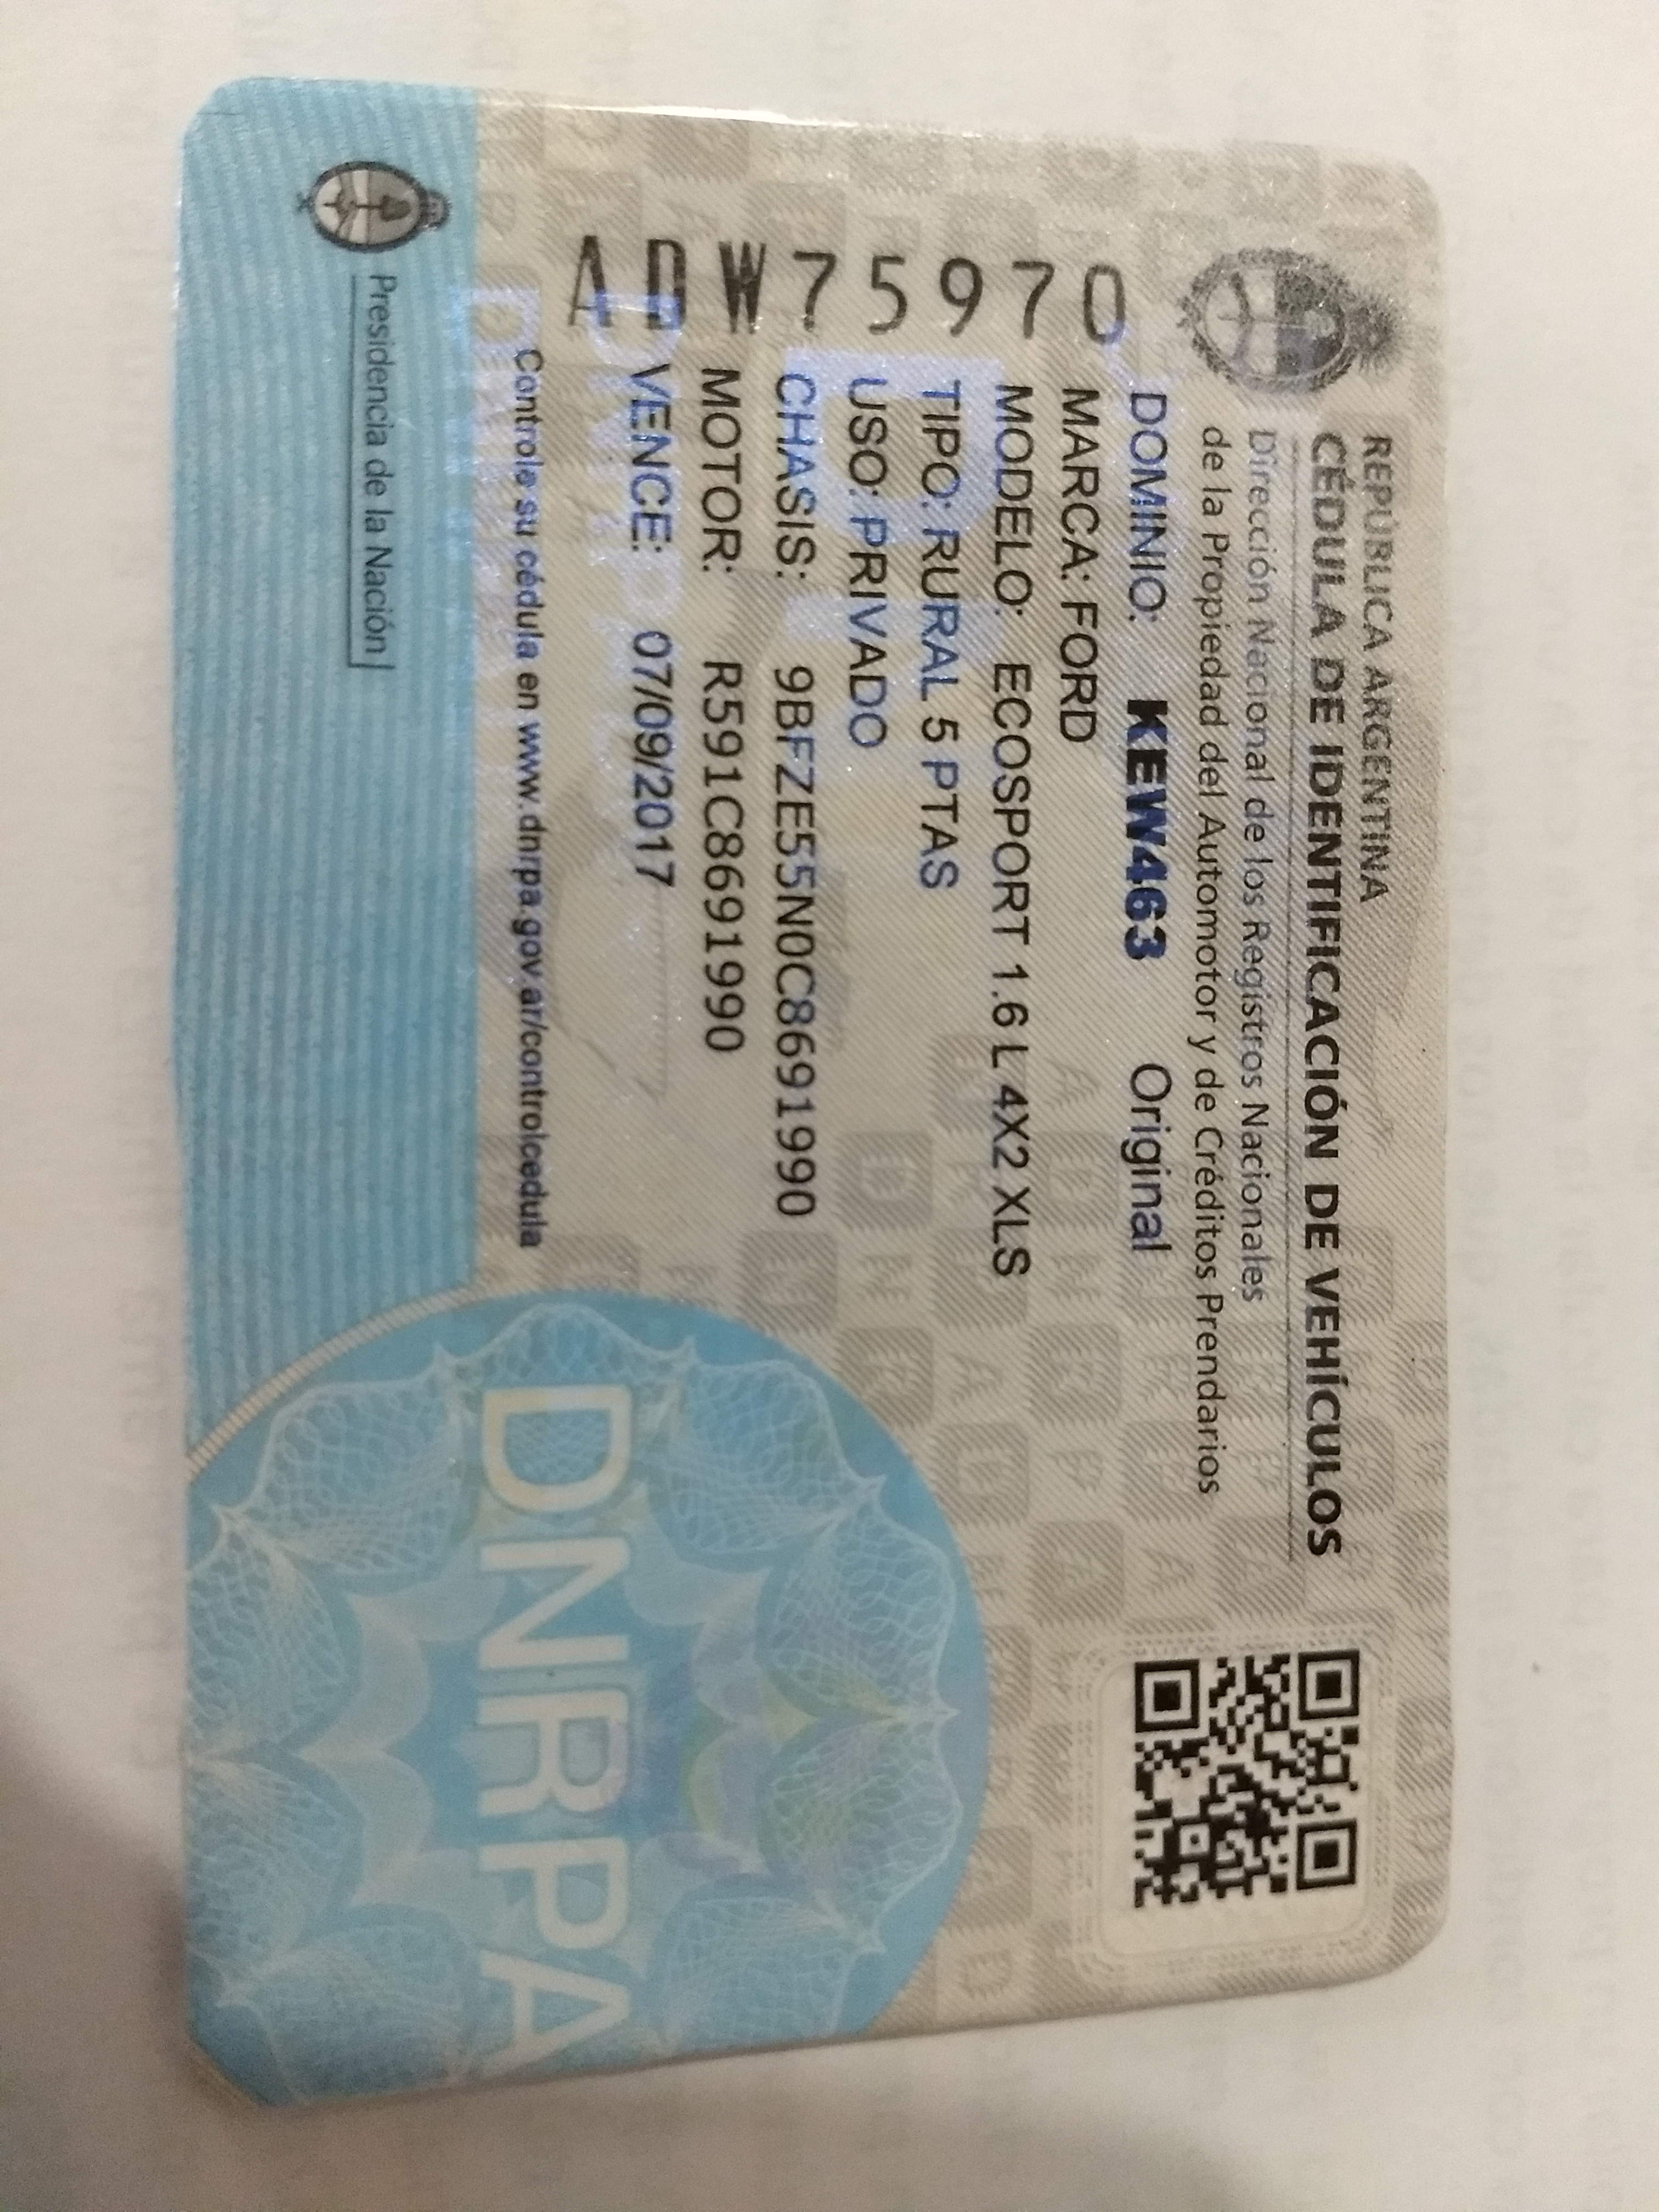 REPÚBLICA ARGENTINA
CÉDULA DE IDENTIFICACIÓN DE VEHÍCULOS
Dirección Nacional de los Registros Nacionales
de la Propiedad del Automotor y de Créditos Prendarios
DOMINIO: KEW463 Original
MARCA: FORD
MODELO: ECOSPORT 1.6 L 4X2 XLS
TIPO: RURAL 5 PTAS
USO: PRIVADO
CHASIS: 9BFZE55N0C8691990
MOTOR: R591C8691990
VENCE: 07/09/2017
ADW75970
Controle su cédula en www.dnrpa.gov.ar/controlcedula
DNRPA
Presidencia de la Nación